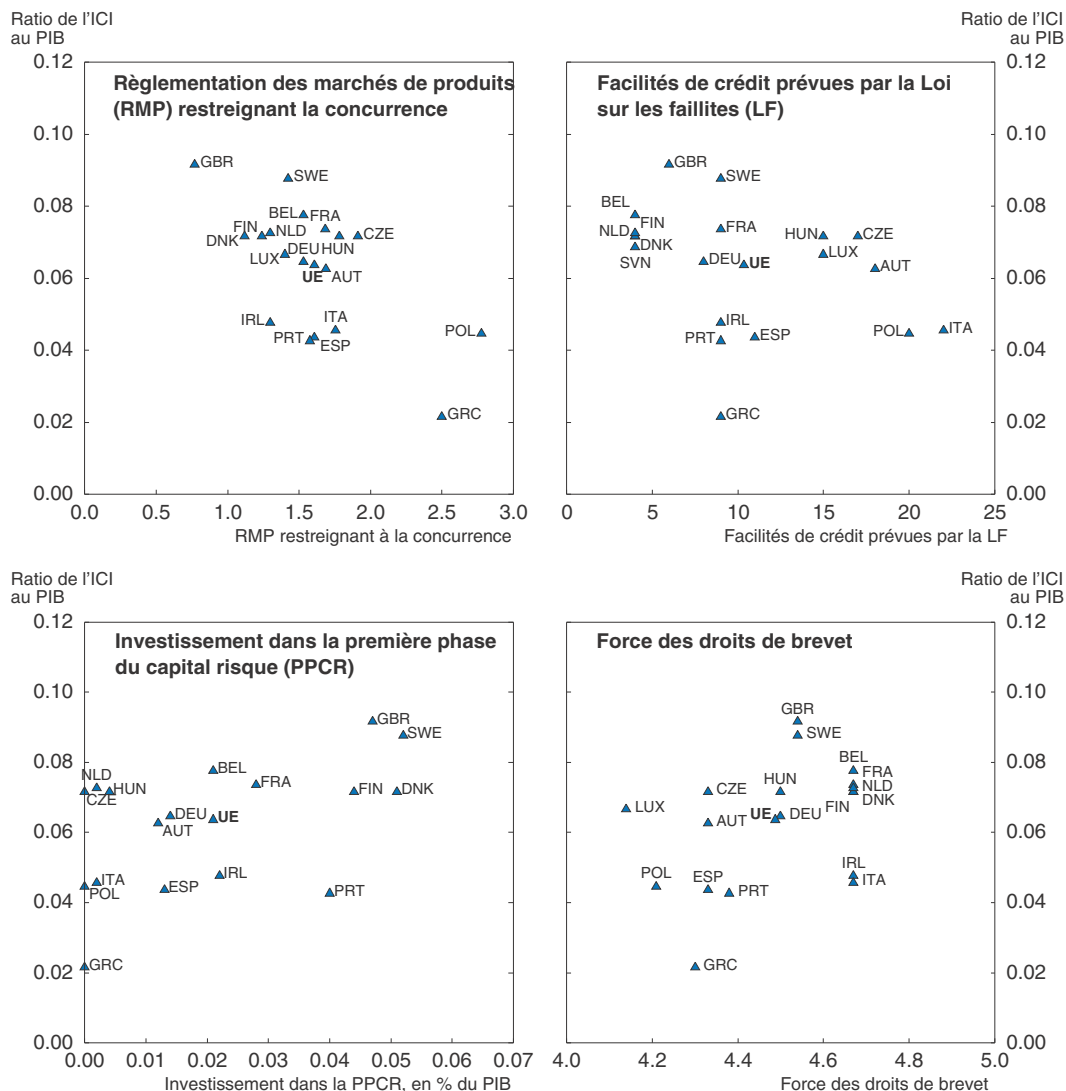 Ratio de l'ICI
au PIB
Ratio de l'ICI
au PIB
0.12
0.10
0.08
0.06
0.04
0.02
0.00
Règlementation des marchés de produits
(RMP) restreignant la concurrence
GBR
SWE
BEL FRA
FIN NLD CZE
DNK DEU HUN
LUX
UE AUT
IRL ITA
PRT ESP
POL
GRC
0.0 0.5 1.0 1.5 2.0 2.5 3.0
RMP restreignant à la concurrence
Facilités de crédit prévues par la Loi
sur les faillites (LF)
GBR
SWE
BEL
FIN FRA
NLD HUN CZE
DNK LUX
SVN DEU UE AUT
IRL
PRT ESP POL ITA
GRC
0 5 10 15 20 25
0.12
0.10
0.08
0.06
0.04
0.02
0.00
Facilités de crédit prévues par la LF
Ratio de l'ICI
au PIB
Ratio de l'ICI
au PIB
0.12
0.10
0.08
0.06
0.04
0.02
0.00
Investissement dans la première phase
du capital risque (PPCR)
GBR
SWE
NLD BEL
HUN FRA FIN DNK
CZE
DEU UE
AUT
ITA ESP IRL
POL PRT
GRC
0.00 0.01 0.02 0.03 0.04 0.05 0.06 0.07
Investissement dans la PPCR, en % du PIB
Force des droits de brevet
GBR
SWE
BEL
CZE HUN FRA
NLD
DNK
LUX FIN
AUT UE DEU
IRL
POL ESP ITA
PRT
GRC
4.0 4.2 4.4 4.6 4.8 5.0
0.12
0.10
0.08
0.06
0.04
0.02
0.00
Force des droits de brevet